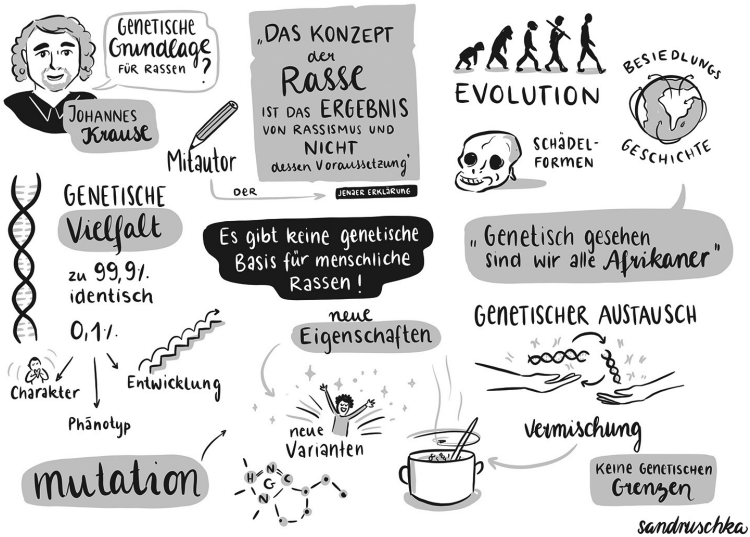 GENETISCHE
Grundlage
FÜR RASSEN ?
JOHANNES
Krause
Mitautor
DER
„DAS KONZEPT
der
Rasse
IST DAS ERGEBNIS
VON RASSISMUS UND
NICHT
dessen Voraussetzung'
JENAER ERKLÄRUNG
EVOLUTION
SCHÄDEL-
FORMEN
BESIEDLUNGS
GESCHICHTE
GENETISCHE
Vielfalt
zu 99,9%
identisch
0,1%
Charakter
Phänotyp
Entwicklung
Es gibt keine genetische
Basis für menschliche
Rassen!
„Genetisch gesehen
sind wir alle Afrikaner"
neue
Eigenschaften
neue
Varianten
mutation
H N C
G
N
GENETISCHER AUSTAUSCH
Vermischung
KEINE GENETISCHEN
Grenzen
sandruschka